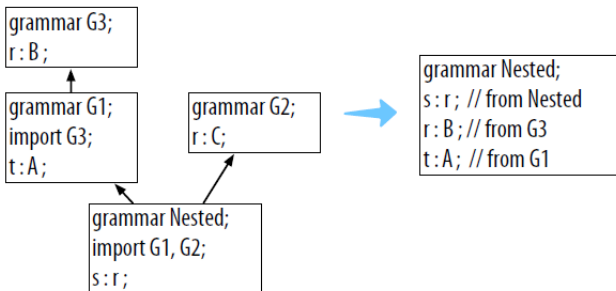 grammar G3;
r : B ;
grammar G1;
import G3;
t : A ;
grammar G2;
r : C;
grammar Nested;
import G1, G2;
s : r ;
grammar Nested;
s : r ; // from Nested
r : B ; // from G3
t : A ; // from G1